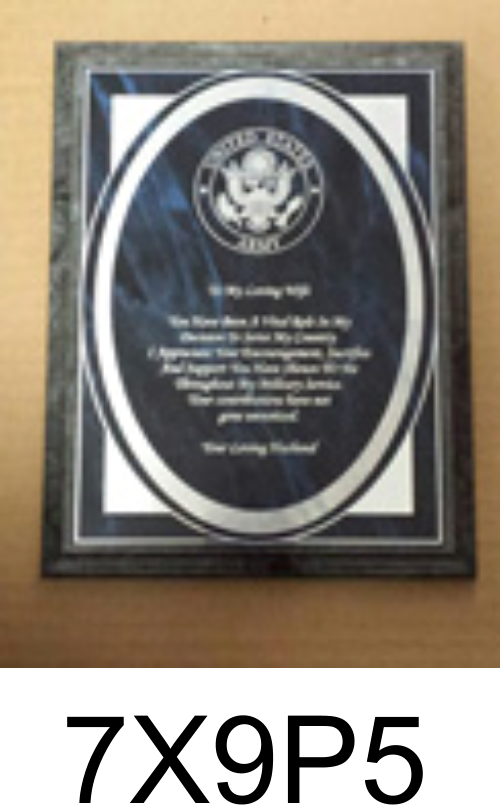 UNITED STATES
ARMY
To My Loving Wife
You Have Been A Vital Role In My
Decision To Serve My Country.
I Appreciate Your Encouragement, Sacrifice
And Support You Have Shown To Me
Throughout My Military Service.
Your contributions have not
gone unnoticed.
Your Loving Husband
7X9P5